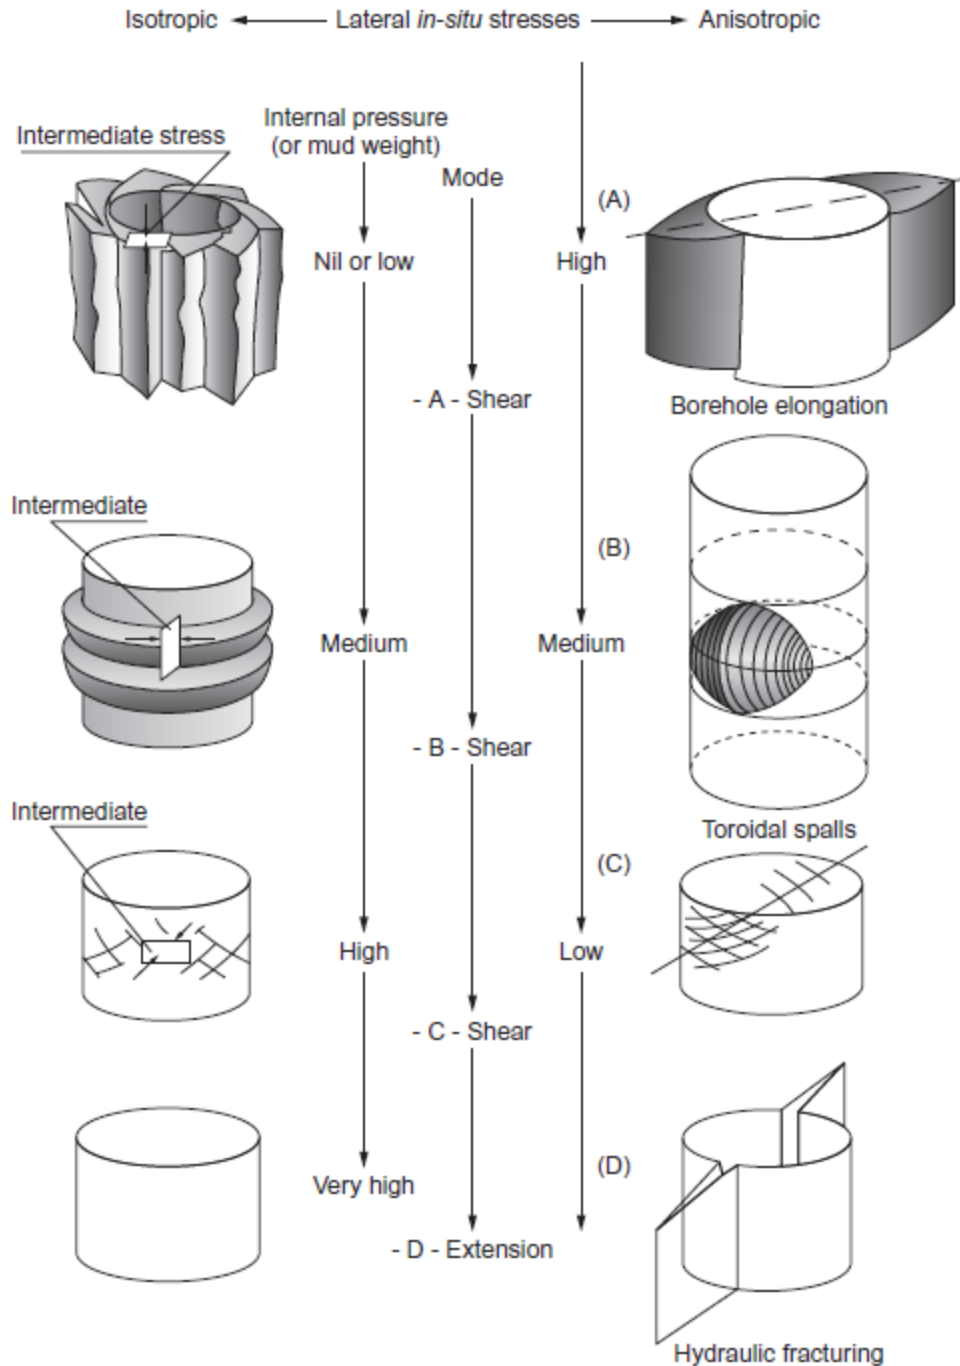 Isotropic
Lateral in-situ stresses
Anisotropic
Internal pressure
(or mud weight)
Intermediate stress
Mode
(A)
Nil or low
High
- A - Shear
Borehole elongation
Intermediate
(B)
Medium
Medium
- B - Shear
Intermediate
Toroidal spalls
(C)
High
Low
- C - Shear
(D)
Very high
- D - Extension
Hydraulic fracturing